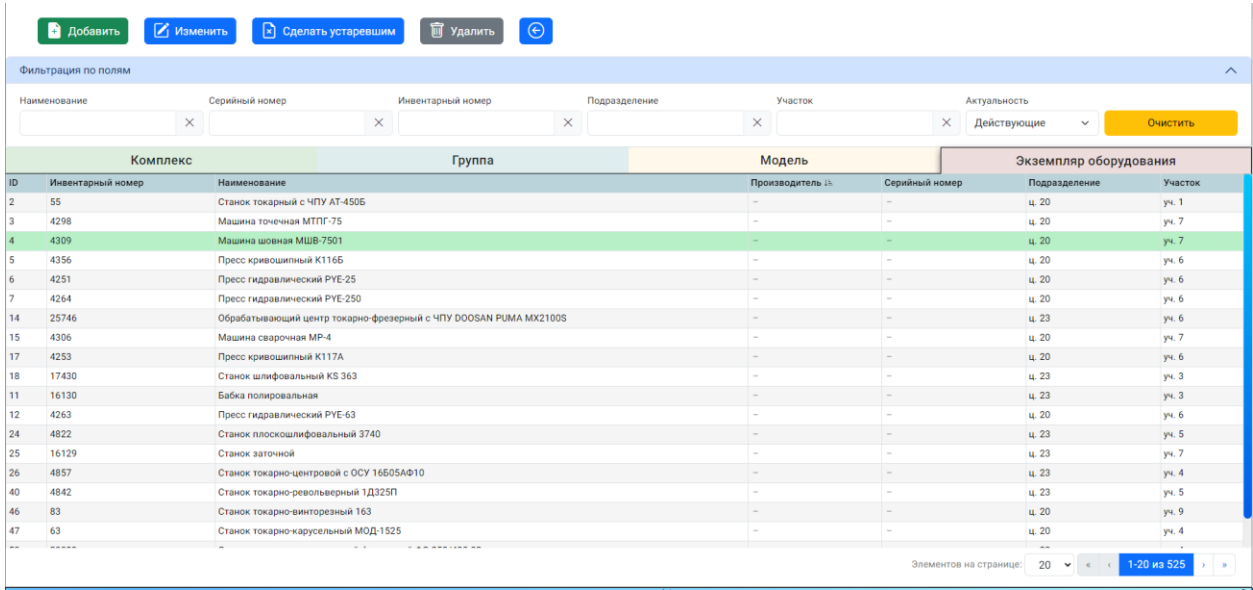 Добавить Изменить Сделать устаревшим Удалить
Фильтрация по полям
Наименование Серийный номер Инвентарный номер Подразделение Участок Актуальность
Действующие Очистить
Комплекс Группа Модель Экземпляр оборудования
ID Инвентарный номер Наименование Производитель Серийный номер Подразделение Участок
2 55 Станок токарный с ЧПУ АТ-450Б – – ц. 20 уч. 1
3 4298 Машина точечная МТПГ-75 – – ц. 20 уч. 7
4 4309 Машина шовная МШВ-7501 – – ц. 20 уч. 7
5 4356 Пресс кривошипный К116Б – – ц. 20 уч. 6
6 4251 Пресс гидравлический PYE-25 – – ц. 20 уч. 6
7 4264 Пресс гидравлический PYE-250 – – ц. 20 уч. 6
14 25746 Обрабатывающий центр токарно-фрезерный с ЧПУ DOOSAN PUMA MX2100S – – ц. 23 уч. 6
15 4306 Машина сварочная МР-4 – – ц. 20 уч. 7
17 4253 Пресс кривошипный К117А – – ц. 20 уч. 6
18 17430 Станок шлифовальный KS 363 – – ц. 23 уч. 3
11 16130 Бабка полировальная – – ц. 23 уч. 3
12 4263 Пресс гидравлический PYE-63 – – ц. 20 уч. 6
24 4822 Станок плоскошлифовальный 3740 – – ц. 23 уч. 5
25 16129 Станок заточной – – ц. 23 уч. 7
26 4857 Станок токарно-центровой с ОСУ 16Б05АФ10 – – ц. 23 уч. 4
40 4842 Станок токарно-револьверный 1Д325П – – ц. 23 уч. 5
46 83 Станок токарно-винторезный 163 – – ц. 20 уч. 9
47 63 Станок токарно-карусельный МОД-1525 – – ц. 20 уч. 4
Элементов на странице: 20 « ‹ 1-20 из 525 › »